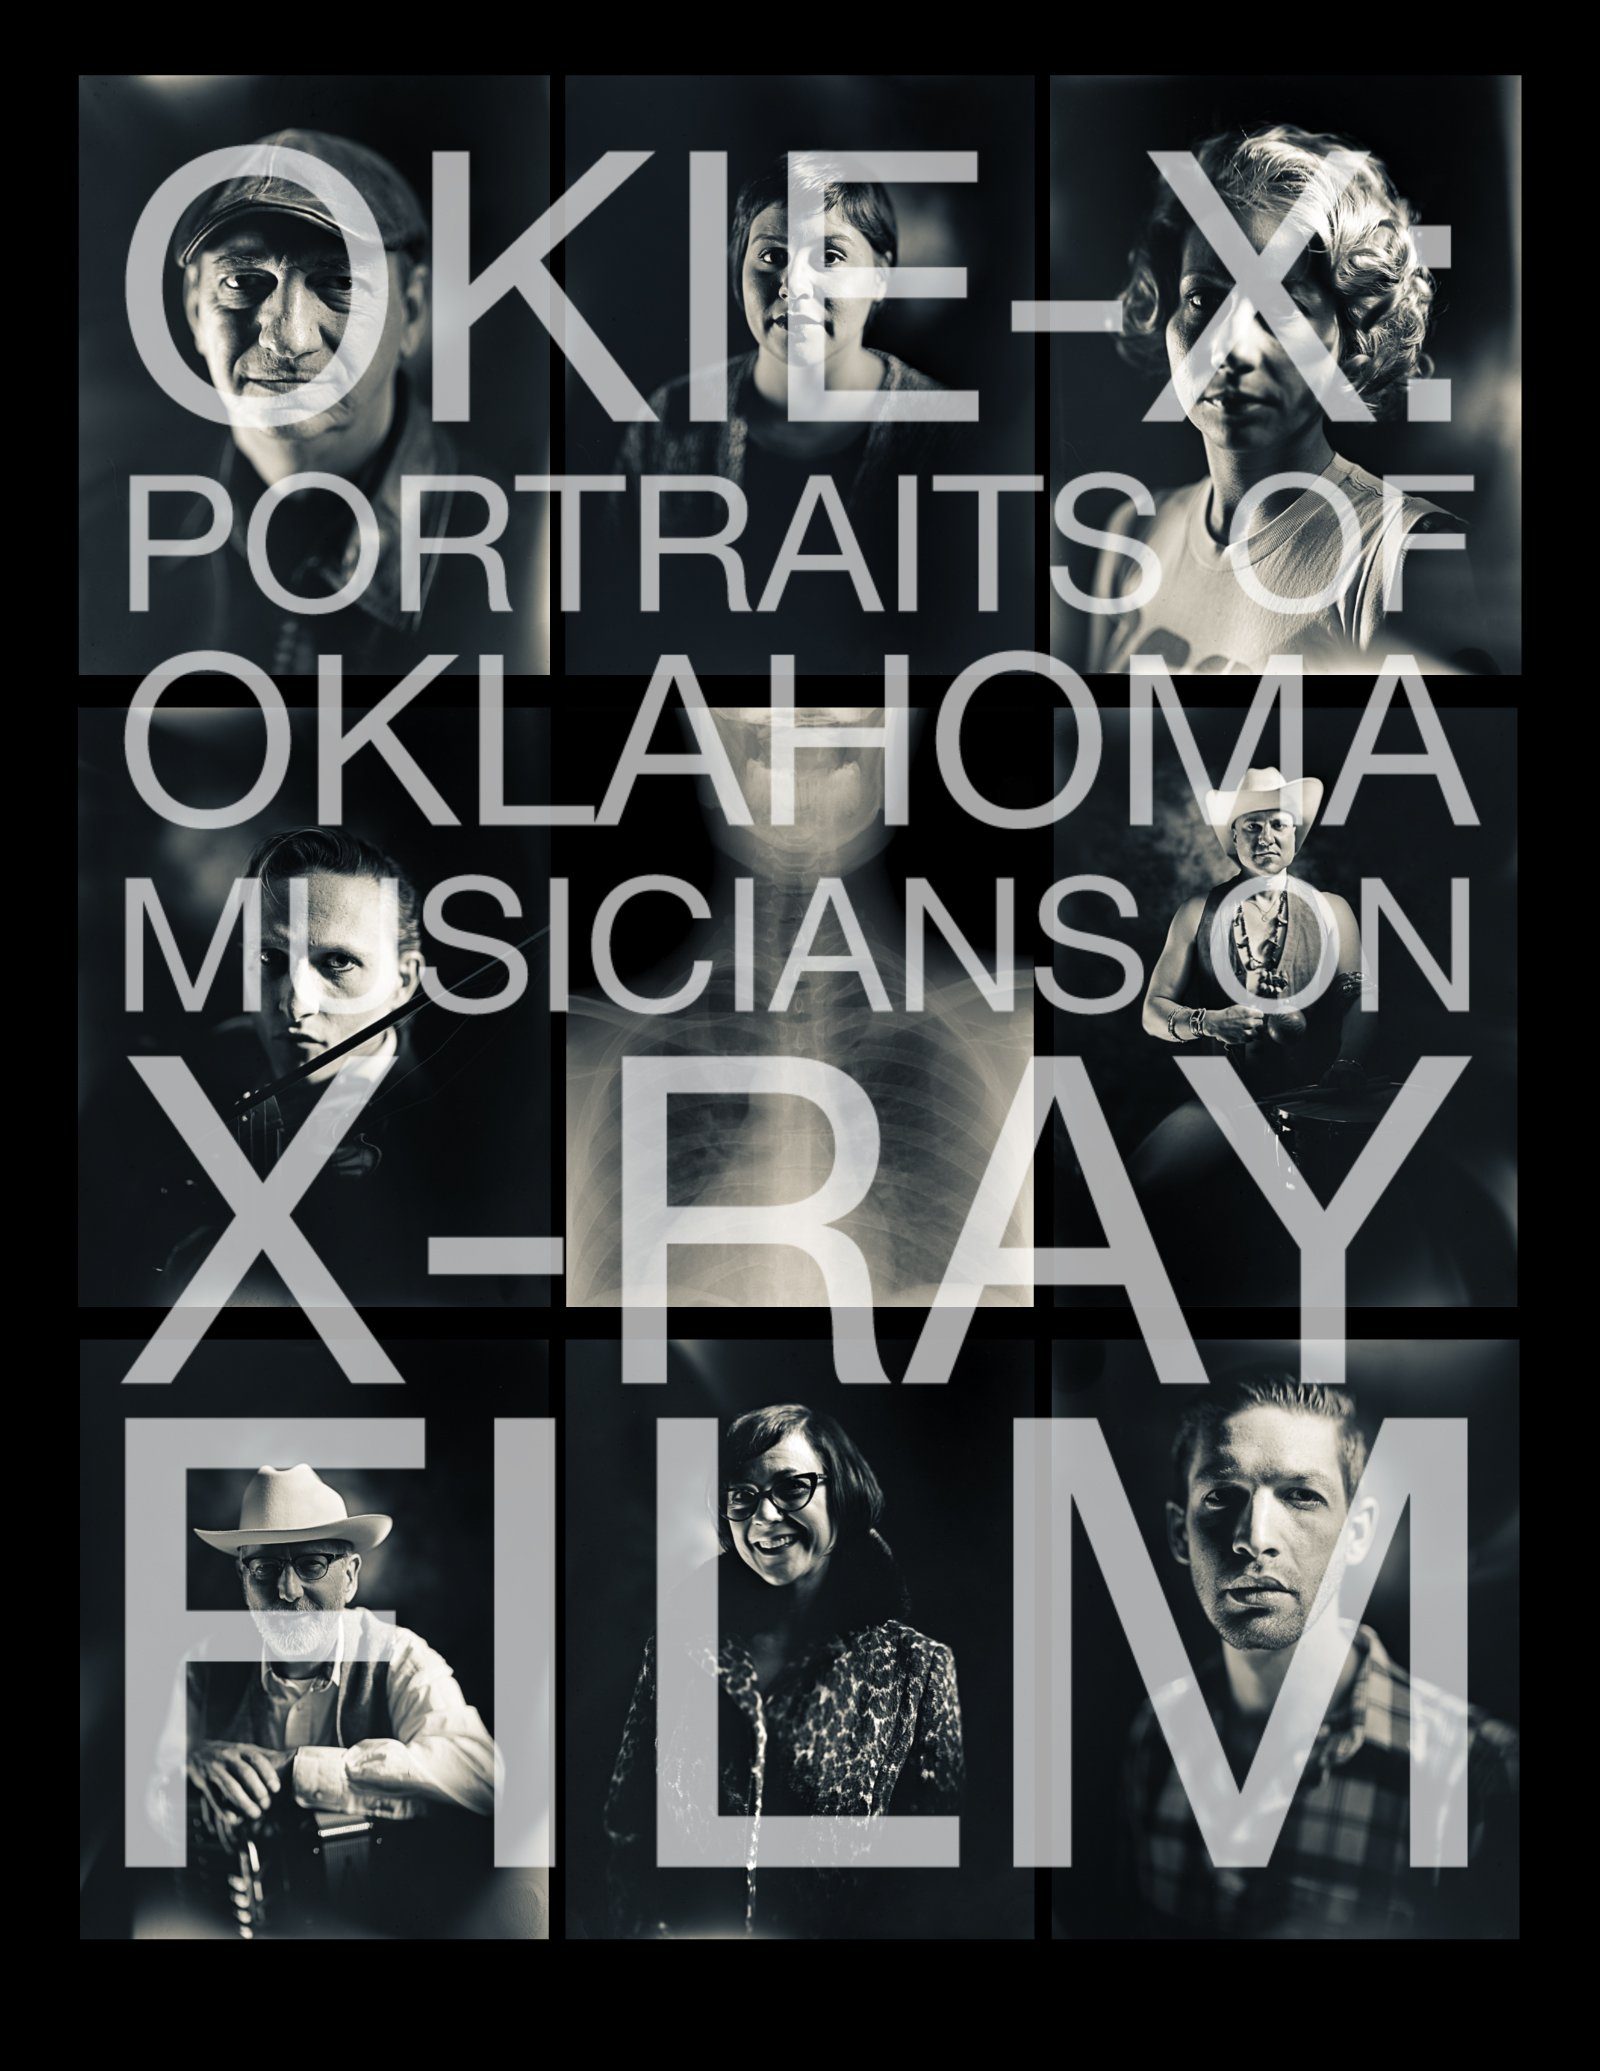 OKIE-X:
PORTRAITS OF
OKLAHOMA
MUSICIANS ON
X-RAY
FILM